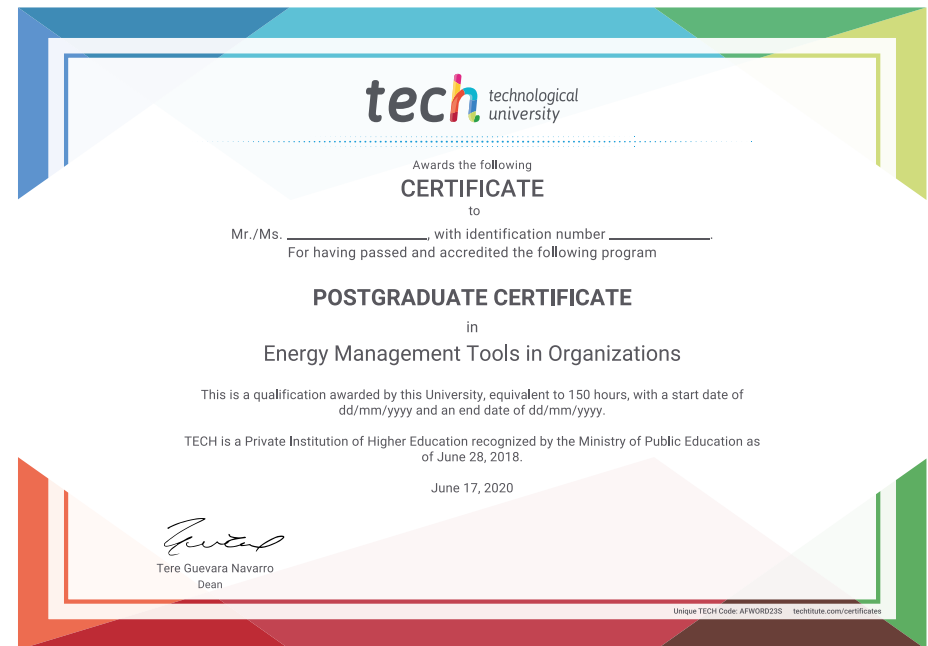 tech technological
university
Awards the following
CERTIFICATE
to
Mr./Ms. ____________________, with identification number ______________.
For having passed and accredited the following program
POSTGRADUATE CERTIFICATE
in
Energy Management Tools in Organizations
This is a qualification awarded by this University, equivalent to 150 hours, with a start date of
dd/mm/yyyy and an end date of dd/mm/yyyy.
TECH is a Private Institution of Higher Education recognized by the Ministry of Public Education as
of June 28, 2018.
June 17, 2020
Tere Guevara Navarro
Dean
Unique TECH Code: AFWORD23S techtitute.com/certificates